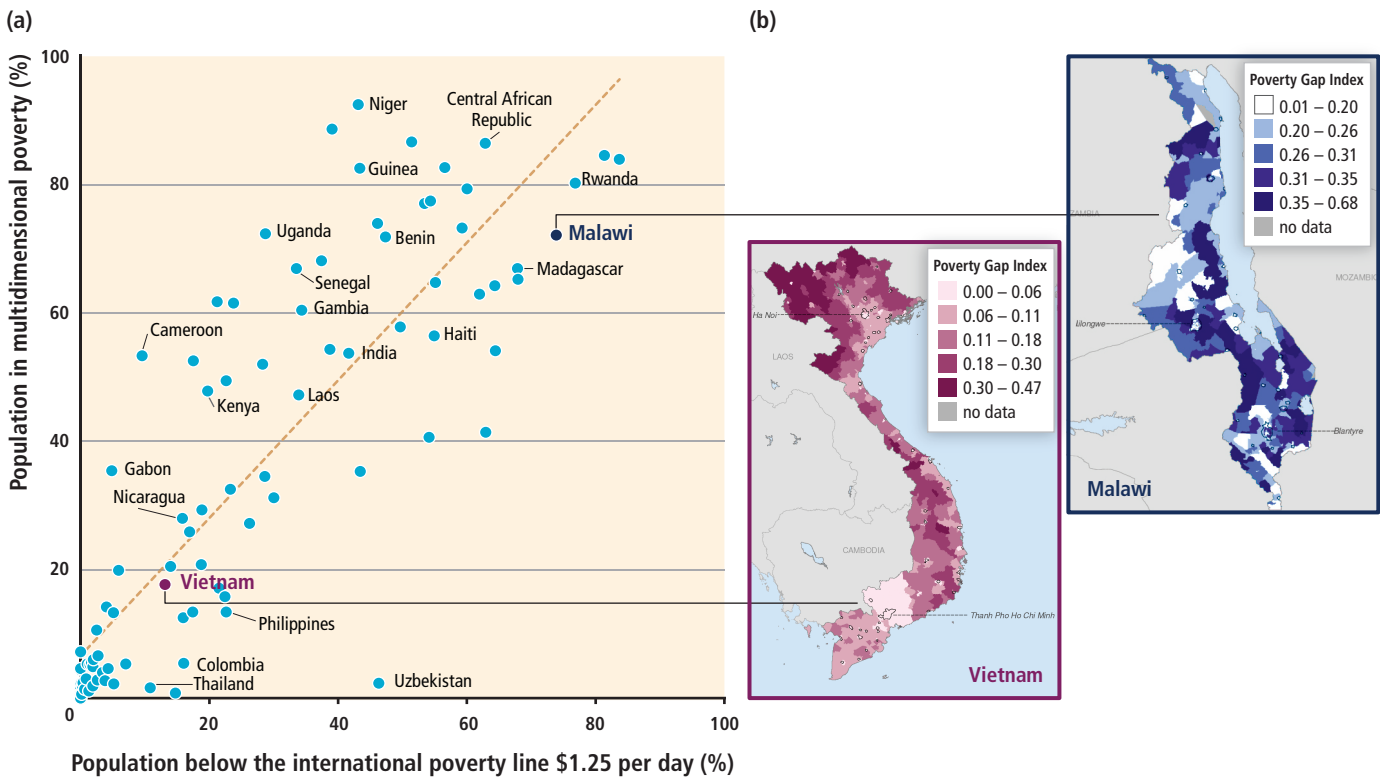 (a)
(b)
Population in multidimensional poverty (%)
100
80
60
40
20
0
20
40
60
80
100
Population below the international poverty line $1.25 per day (%)
Niger
Central African
Republic
Guinea
Rwanda
Uganda
Benin
Malawi
Senegal
Madagascar
Gambia
Cameroon
India
Haiti
Kenya
Laos
Gabon
Nicaragua
Vietnam
Philippines
Colombia
Thailand
Uzbekistan
Poverty Gap Index
0.00 – 0.06
0.06 – 0.11
0.11 – 0.18
0.18 – 0.30
0.30 – 0.47
no data
Ha Noi
LAOS
CAMBODIA
Thanh Pho Ho Chi Minh
Vietnam
Poverty Gap Index
0.01 – 0.20
0.20 – 0.26
0.26 – 0.31
0.31 – 0.35
0.35 – 0.68
no data
ZAMBIA
MOZAMBIC
Lilongwe
Blantyre
Malawi